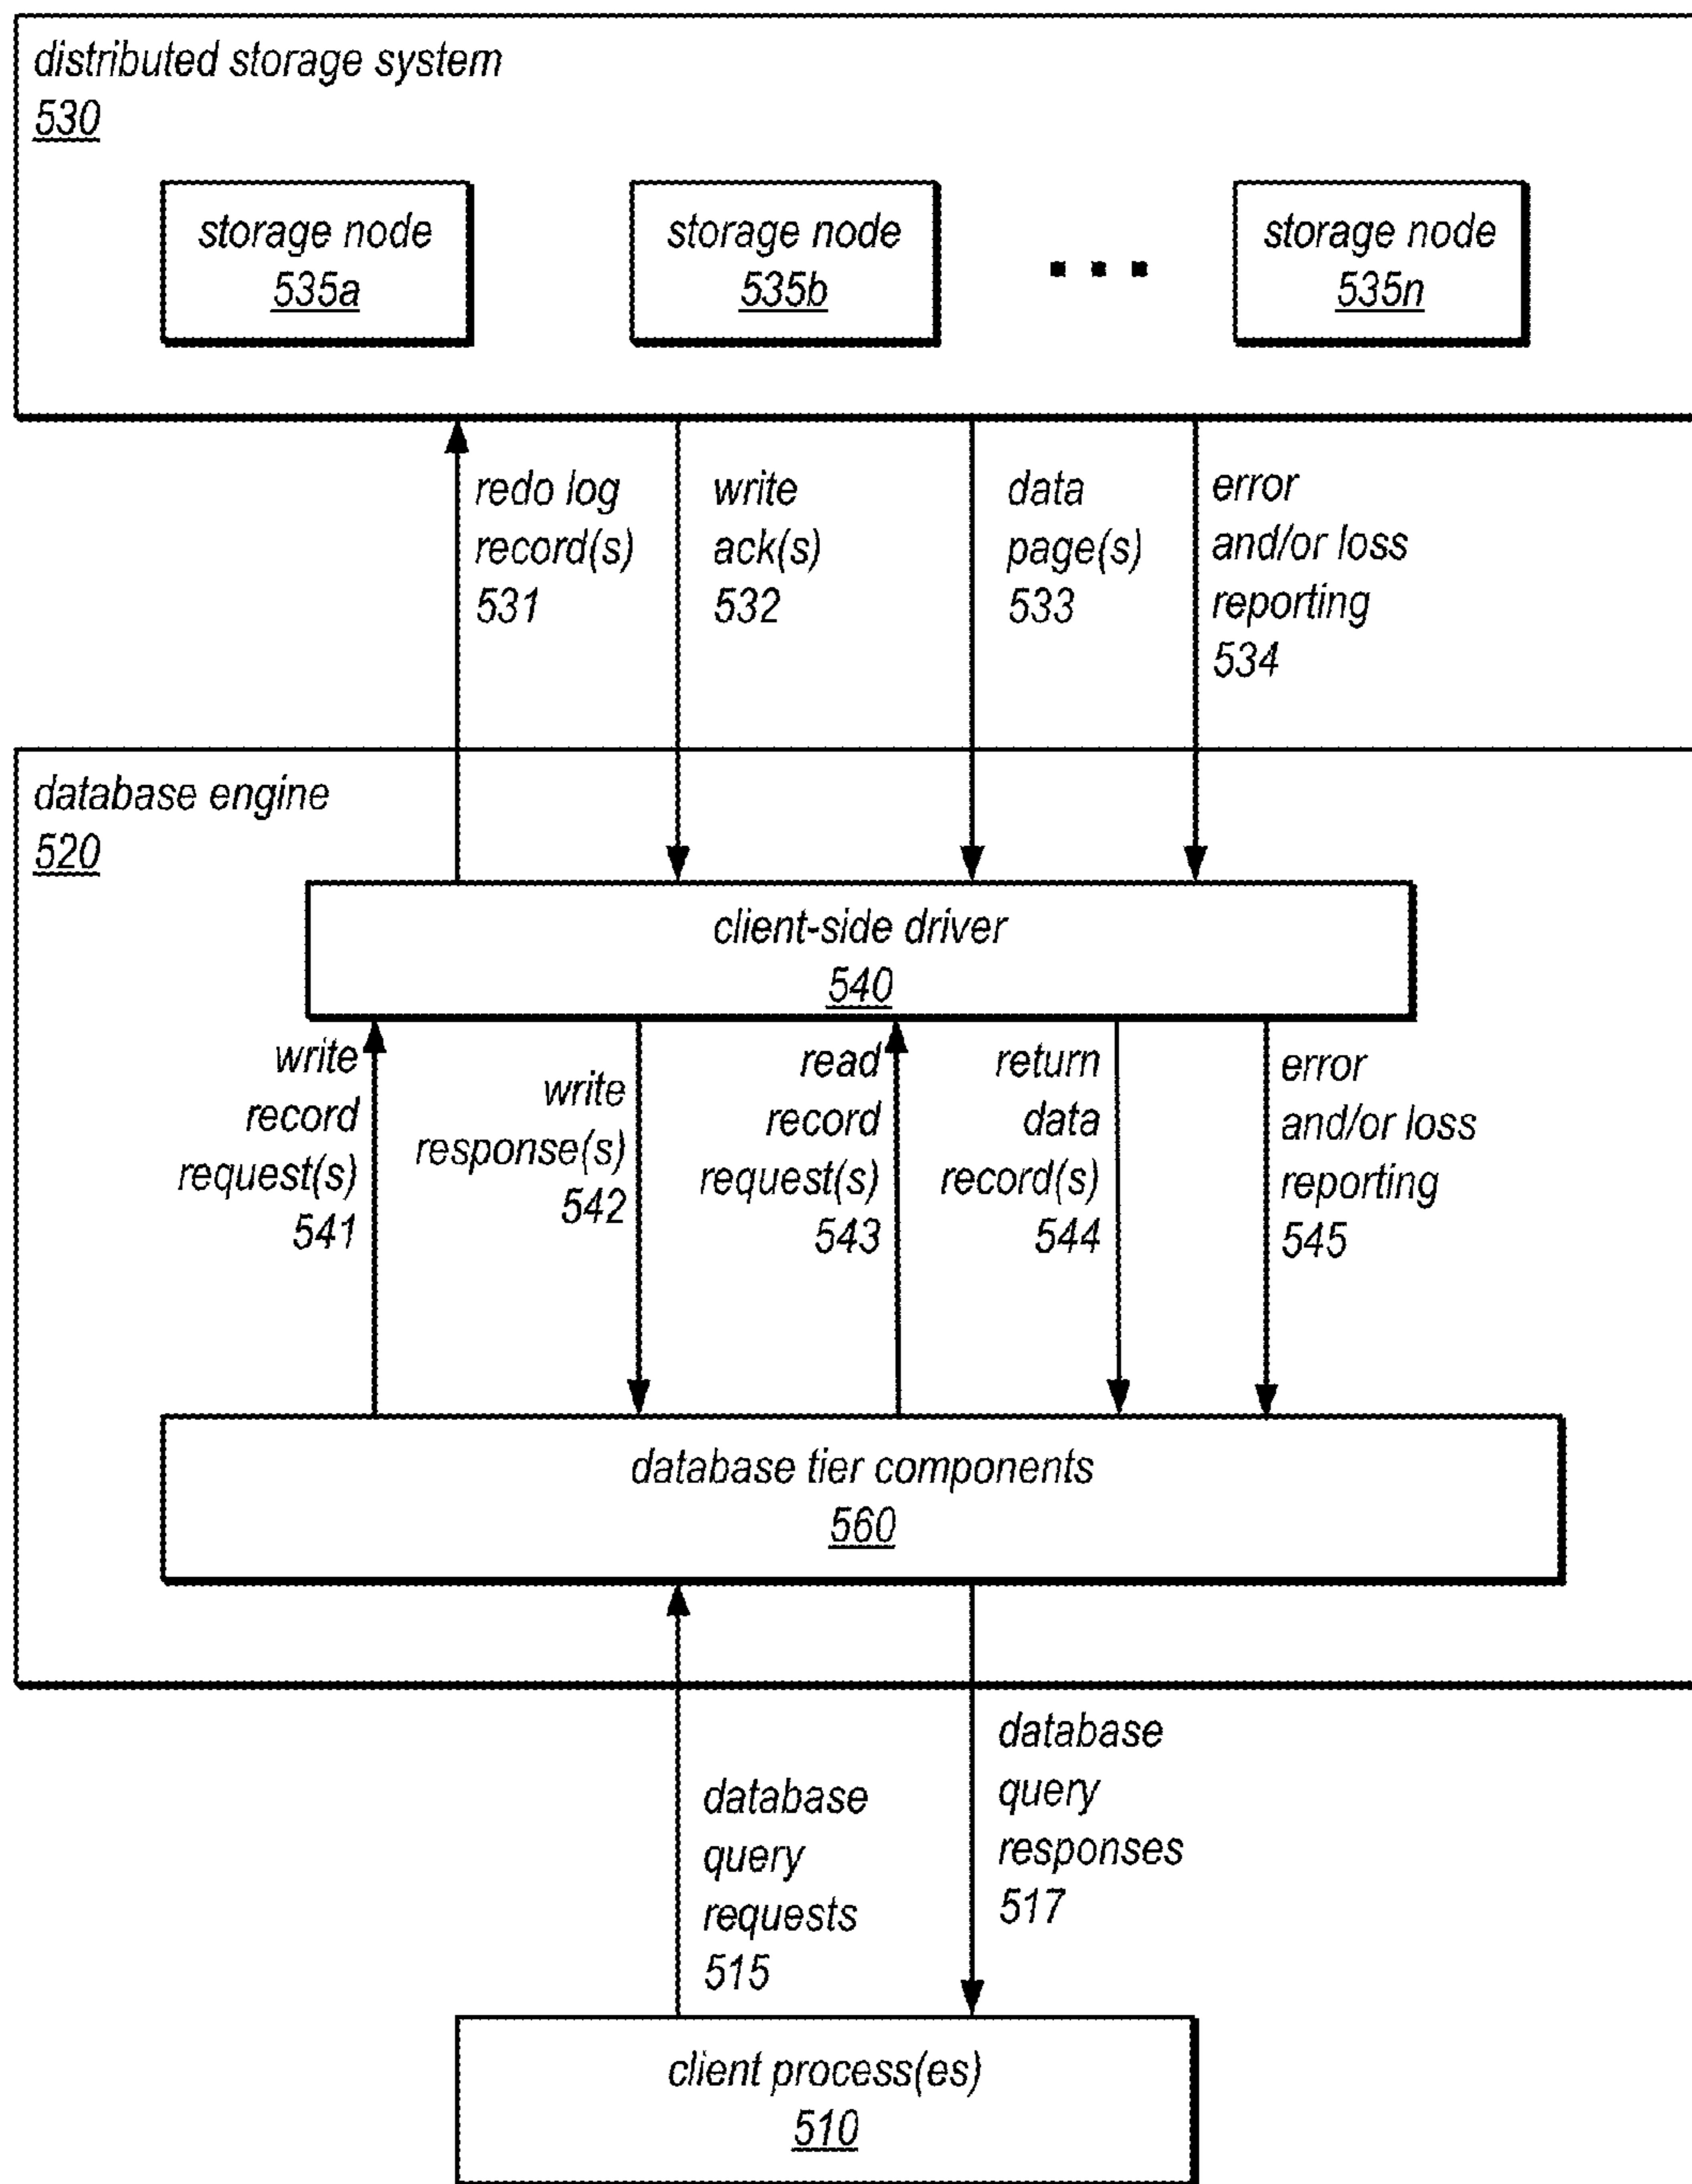 distributed storage system
530
storage node
535a
storage node
535b
storage node
535n
redo log
record(s)
531
write
ack(s)
532
data
page(s)
533
error
and/or loss
reporting
534
database engine
520
client-side driver
540
write
record
request(s)
541
write
response(s)
542
read
record
request(s)
543
return
data
record(s)
544
error
and/or loss
reporting
545
database tier components
560
database
query
requests
515
database
query
responses
517
client process(es)
510